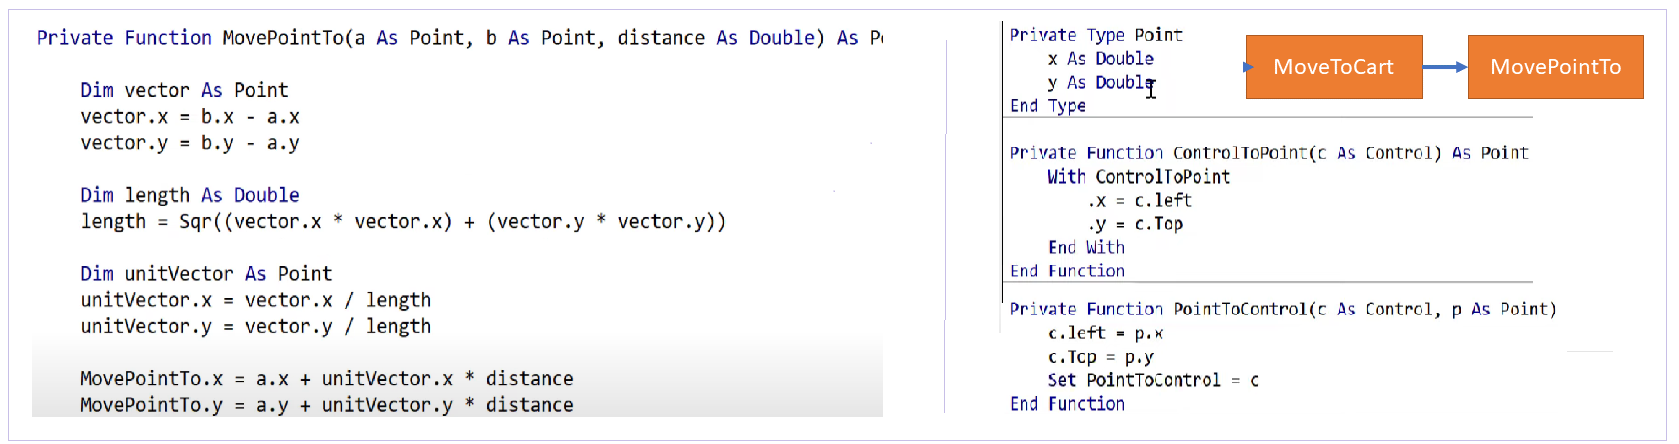 Private Function MovePointTo(a As Point, b As Point, distance As Double) As
Dim vector As Point
vector.x = b.x - a.x
vector.y = b.y - a.y
Dim length As Double
length = Sqr((vector.x * vector.x) + (vector.y * vector.y))
Dim unitVector As Point
unitVector.x = vector.x / length
unitVector.y = vector.y / length
MovePointTo.x = a.x + unitVector.x * distance
MovePointTo.y = a.y + unitVector.y * distance
Private Type Point
x As Double
y As Double
End Type
MoveToCart
MovePointTo
Private Function ControlToPoint(c As Control) As Point
With ControlToPoint
.x = c.left
.y = c.Top
End With
End Function
Private Function PointToControl(c As Control, p As Point)
c.left = p.x
c.Top = p.y
Set PointToControl = c
End Function